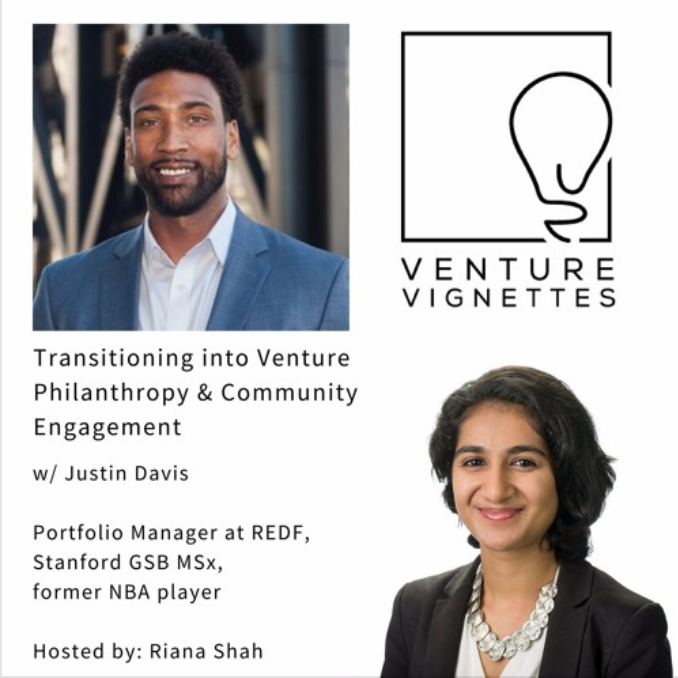 VENTURE
VIGNETTES
Transitioning into Venture
Philanthropy & Community
Engagement
w/ Justin Davis
Portfolio Manager at REDF,
Stanford GSB MSx,
former NBA player
Hosted by: Riana Shah